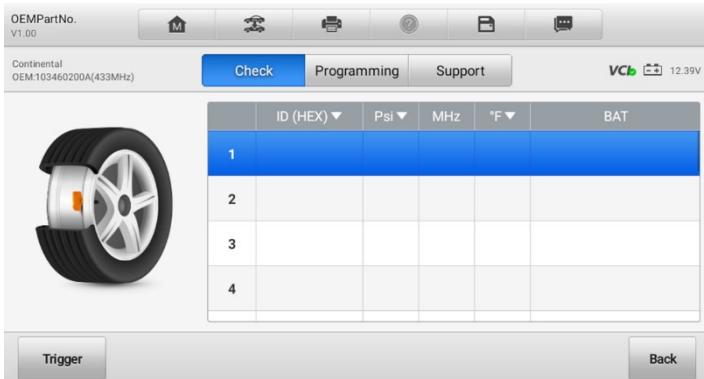 OEMPartNo.
V1.00
M
Continental
OEM:103460200A(433MHz)
Check
Programming
Support
VCI
12.39V
ID (HEX) ▼
Psi ▼
MHz
°F ▼
BAT
1
2
3
4
Trigger
Back